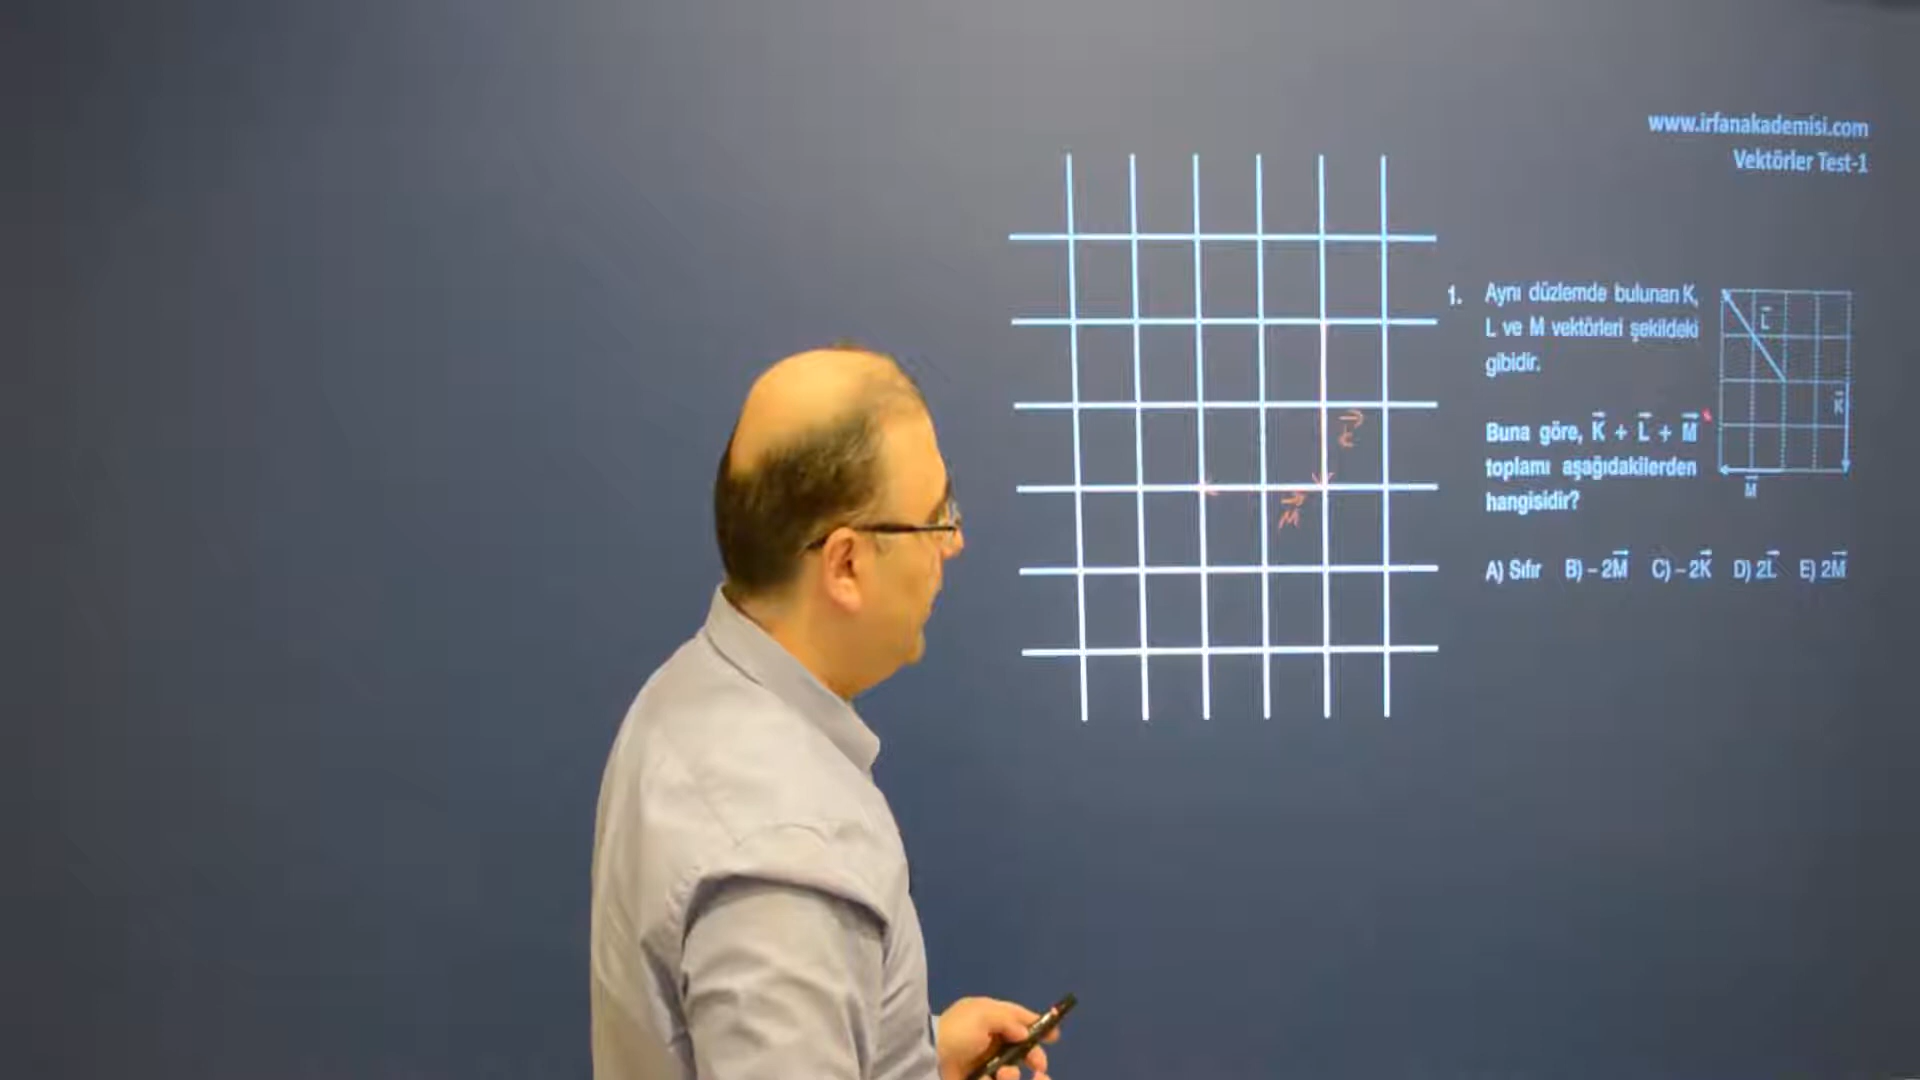 www.irfanakademisi.com
Vektörler Test-1
1. Aynı düzlemde bulunan K,
L ve M vektörleri şekildeki
gibidir.
Buna göre, K⃗ + L⃗ + M⃗
toplamı aşağıdakilerden
hangisidir?
A) Sıfır B) – 2M⃗ C) – 2K⃗ D) 2L⃗ E) 2M⃗
L⃗
K⃗
M⃗
M⃗